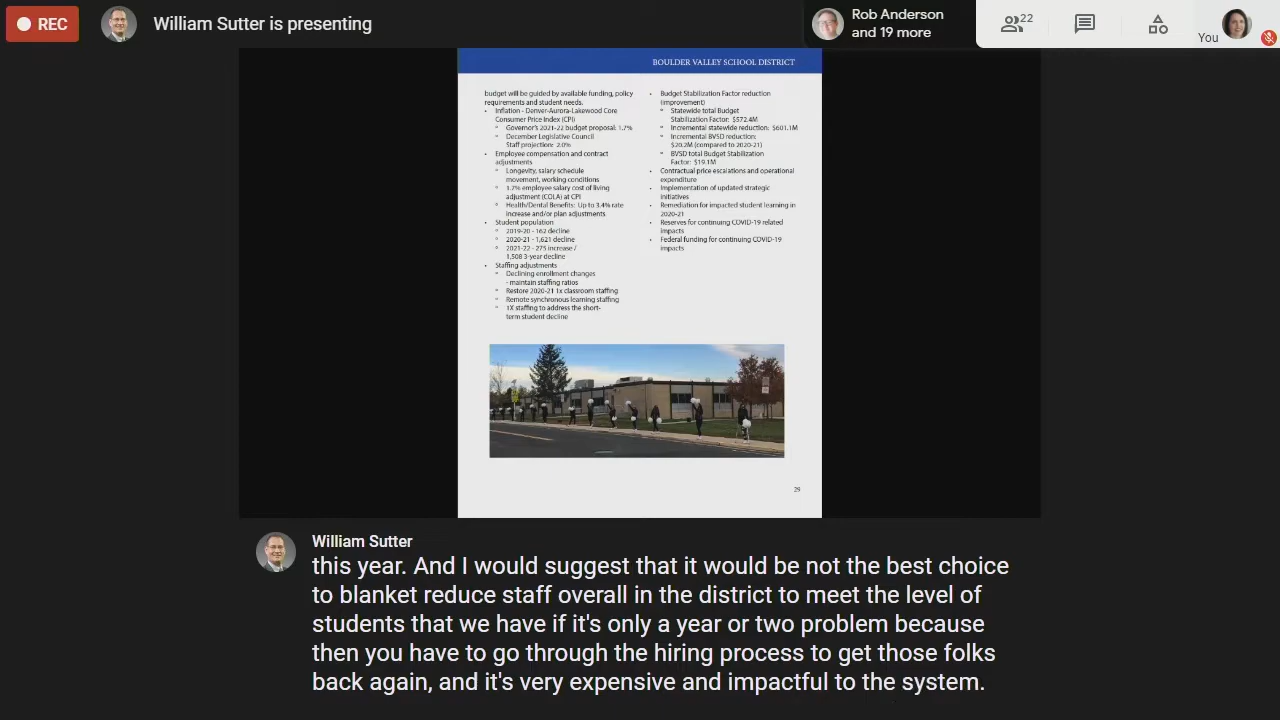 REC
William Sutter is presenting
Rob Anderson
and 19 more
22
You
BOULDER VALLEY SCHOOL DISTRICT
budget will be guided by available funding, policy
requirements and student needs.
• Inflation - Denver-Aurora-Lakewood Core
Consumer Price Index (CPI)
° Governor's 2021-22 budget proposal: 1.7%
° December Legislative Council
Staff projection: 2.0%
• Employee compensation and contract
adjustments
° Longevity, salary schedule
movement, working conditions
° 1.7% employee salary cost of living
adjustment (COLA) at CPI
° Health/Dental Benefits: Up to 3.4% rate
increase and/or plan adjustments
• Student population
° 2019-20 - 162 decline
° 2020-21 - 1,621 decline
° 2021-22 - 275 increase /
1,508 3-year decline
• Staffing adjustments
° Declining enrollment changes
- maintain staffing ratios
° Restore 2020-21 1x classroom staffing
° Remote synchronous learning staffing
° 1X staffing to address the short-
term student decline
• Budget Stabilization Factor reduction
(improvement)
° Statewide total Budget
Stabilization Factor: $572.4M
° Incremental statewide reduction: $601.1M
° Incremental BVSD reduction:
$20.2M (compared to 2020-21)
° BVSD total Budget Stabilization
Factor: $19.1M
• Contractual price escalations and operational
expenditure
• Implementation of updated strategic
initiatives
• Remediation for impacted student learning in
2020-21
• Reserves for continuing COVID-19 related
impacts
• Federal funding for continuing COVID-19
impacts
29
William Sutter
this year. And I would suggest that it would be not the best choice
to blanket reduce staff overall in the district to meet the level of
students that we have if it's only a year or two problem because
then you have to go through the hiring process to get those folks
back again, and it's very expensive and impactful to the system.